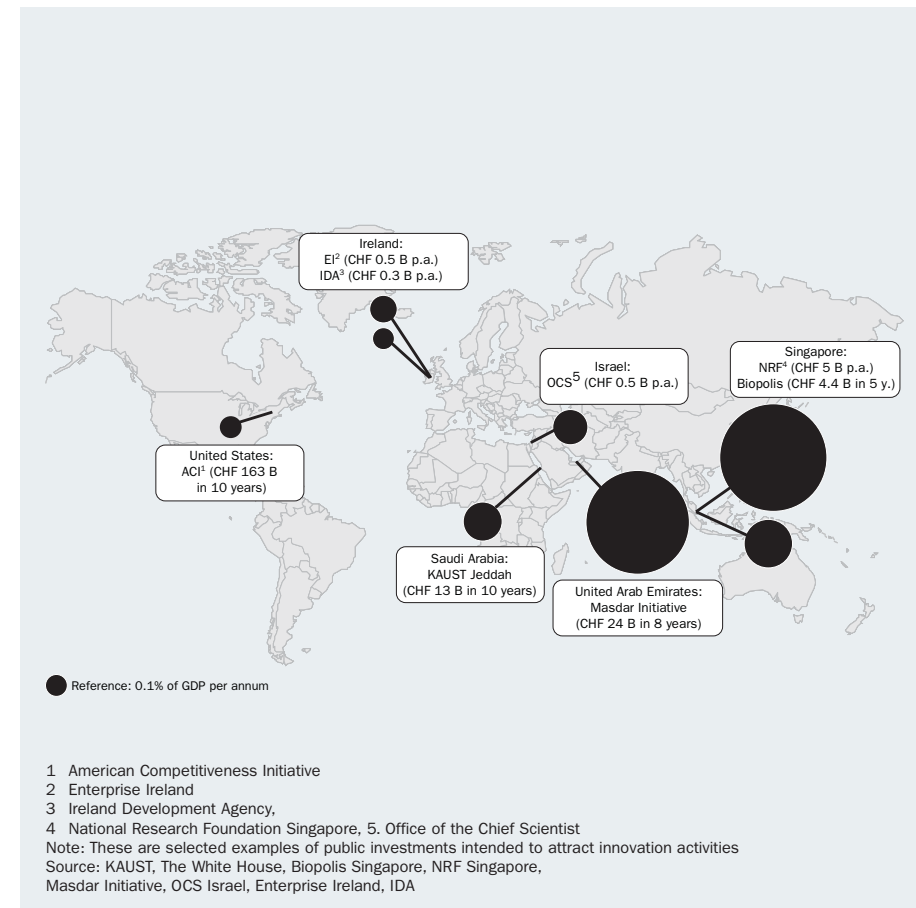 Ireland:
EI² (CHF 0.5 B p.a.)
IDA³ (CHF 0.3 B p.a.)
Israel:
OCS⁵ (CHF 0.5 B p.a.)
Singapore:
NRF⁴ (CHF 5 B p.a.)
Biopolis (CHF 4.4 B in 5 y.)
United States:
ACI¹ (CHF 163 B
in 10 years)
Saudi Arabia:
KAUST Jeddah
(CHF 13 B in 10 years)
United Arab Emirates:
Masdar Initiative
(CHF 24 B in 8 years)
Reference: 0.1% of GDP per annum
1 American Competitiveness Initiative
2 Enterprise Ireland
3 Ireland Development Agency,
4 National Research Foundation Singapore, 5. Office of the Chief Scientist
Note: These are selected examples of public investments intended to attract innovation activities
Source: KAUST, The White House, Biopolis Singapore, NRF Singapore,
Masdar Initiative, OCS Israel, Enterprise Ireland, IDA